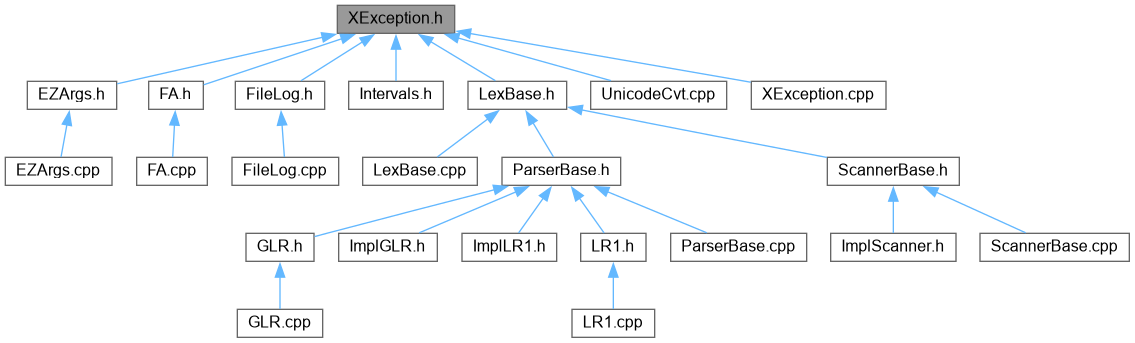 XException.h
EZArgs.h
FA.h
FileLog.h
Intervals.h
LexBase.h
UnicodeCvt.cpp
XException.cpp
EZArgs.cpp
FA.cpp
FileLog.cpp
LexBase.cpp
ParserBase.h
ScannerBase.h
GLR.h
ImplGLR.h
ImplLR1.h
LR1.h
ParserBase.cpp
ImplScanner.h
ScannerBase.cpp
GLR.cpp
LR1.cpp